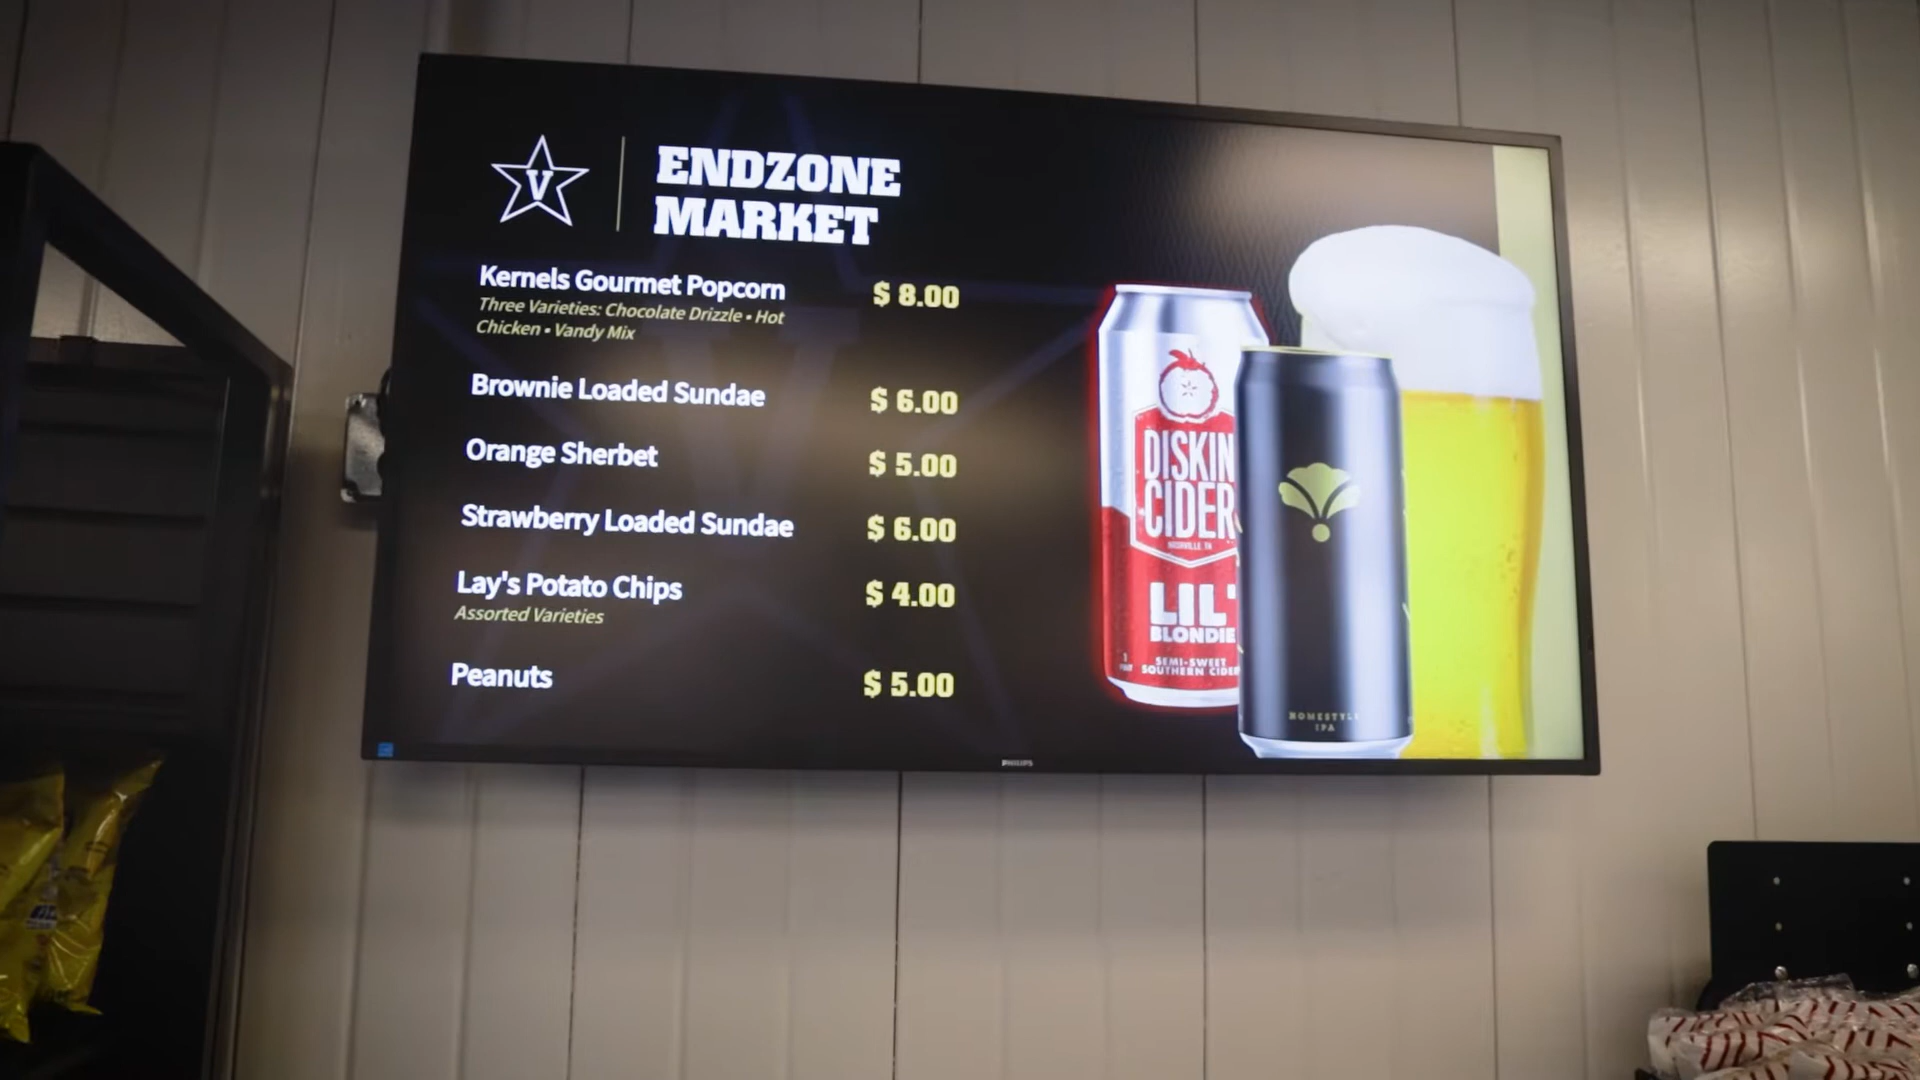 V
ENDZONE
MARKET
Kernels Gourmet Popcorn
$ 8.00
Three Varieties: Chocolate Drizzle • Hot
Chicken • Vandy Mix
Brownie Loaded Sundae
$ 6.00
Orange Sherbet
$ 5.00
Strawberry Loaded Sundae
$ 6.00
Lay's Potato Chips
$ 4.00
Assorted Varieties
Peanuts
$ 5.00
DISKIN
CIDER
NASHVILLE TN
LIL'
BLONDIE
SEMI-SWEET
SOUTHERN CIDER
HOMESTYLE
IPA
PHILIPS